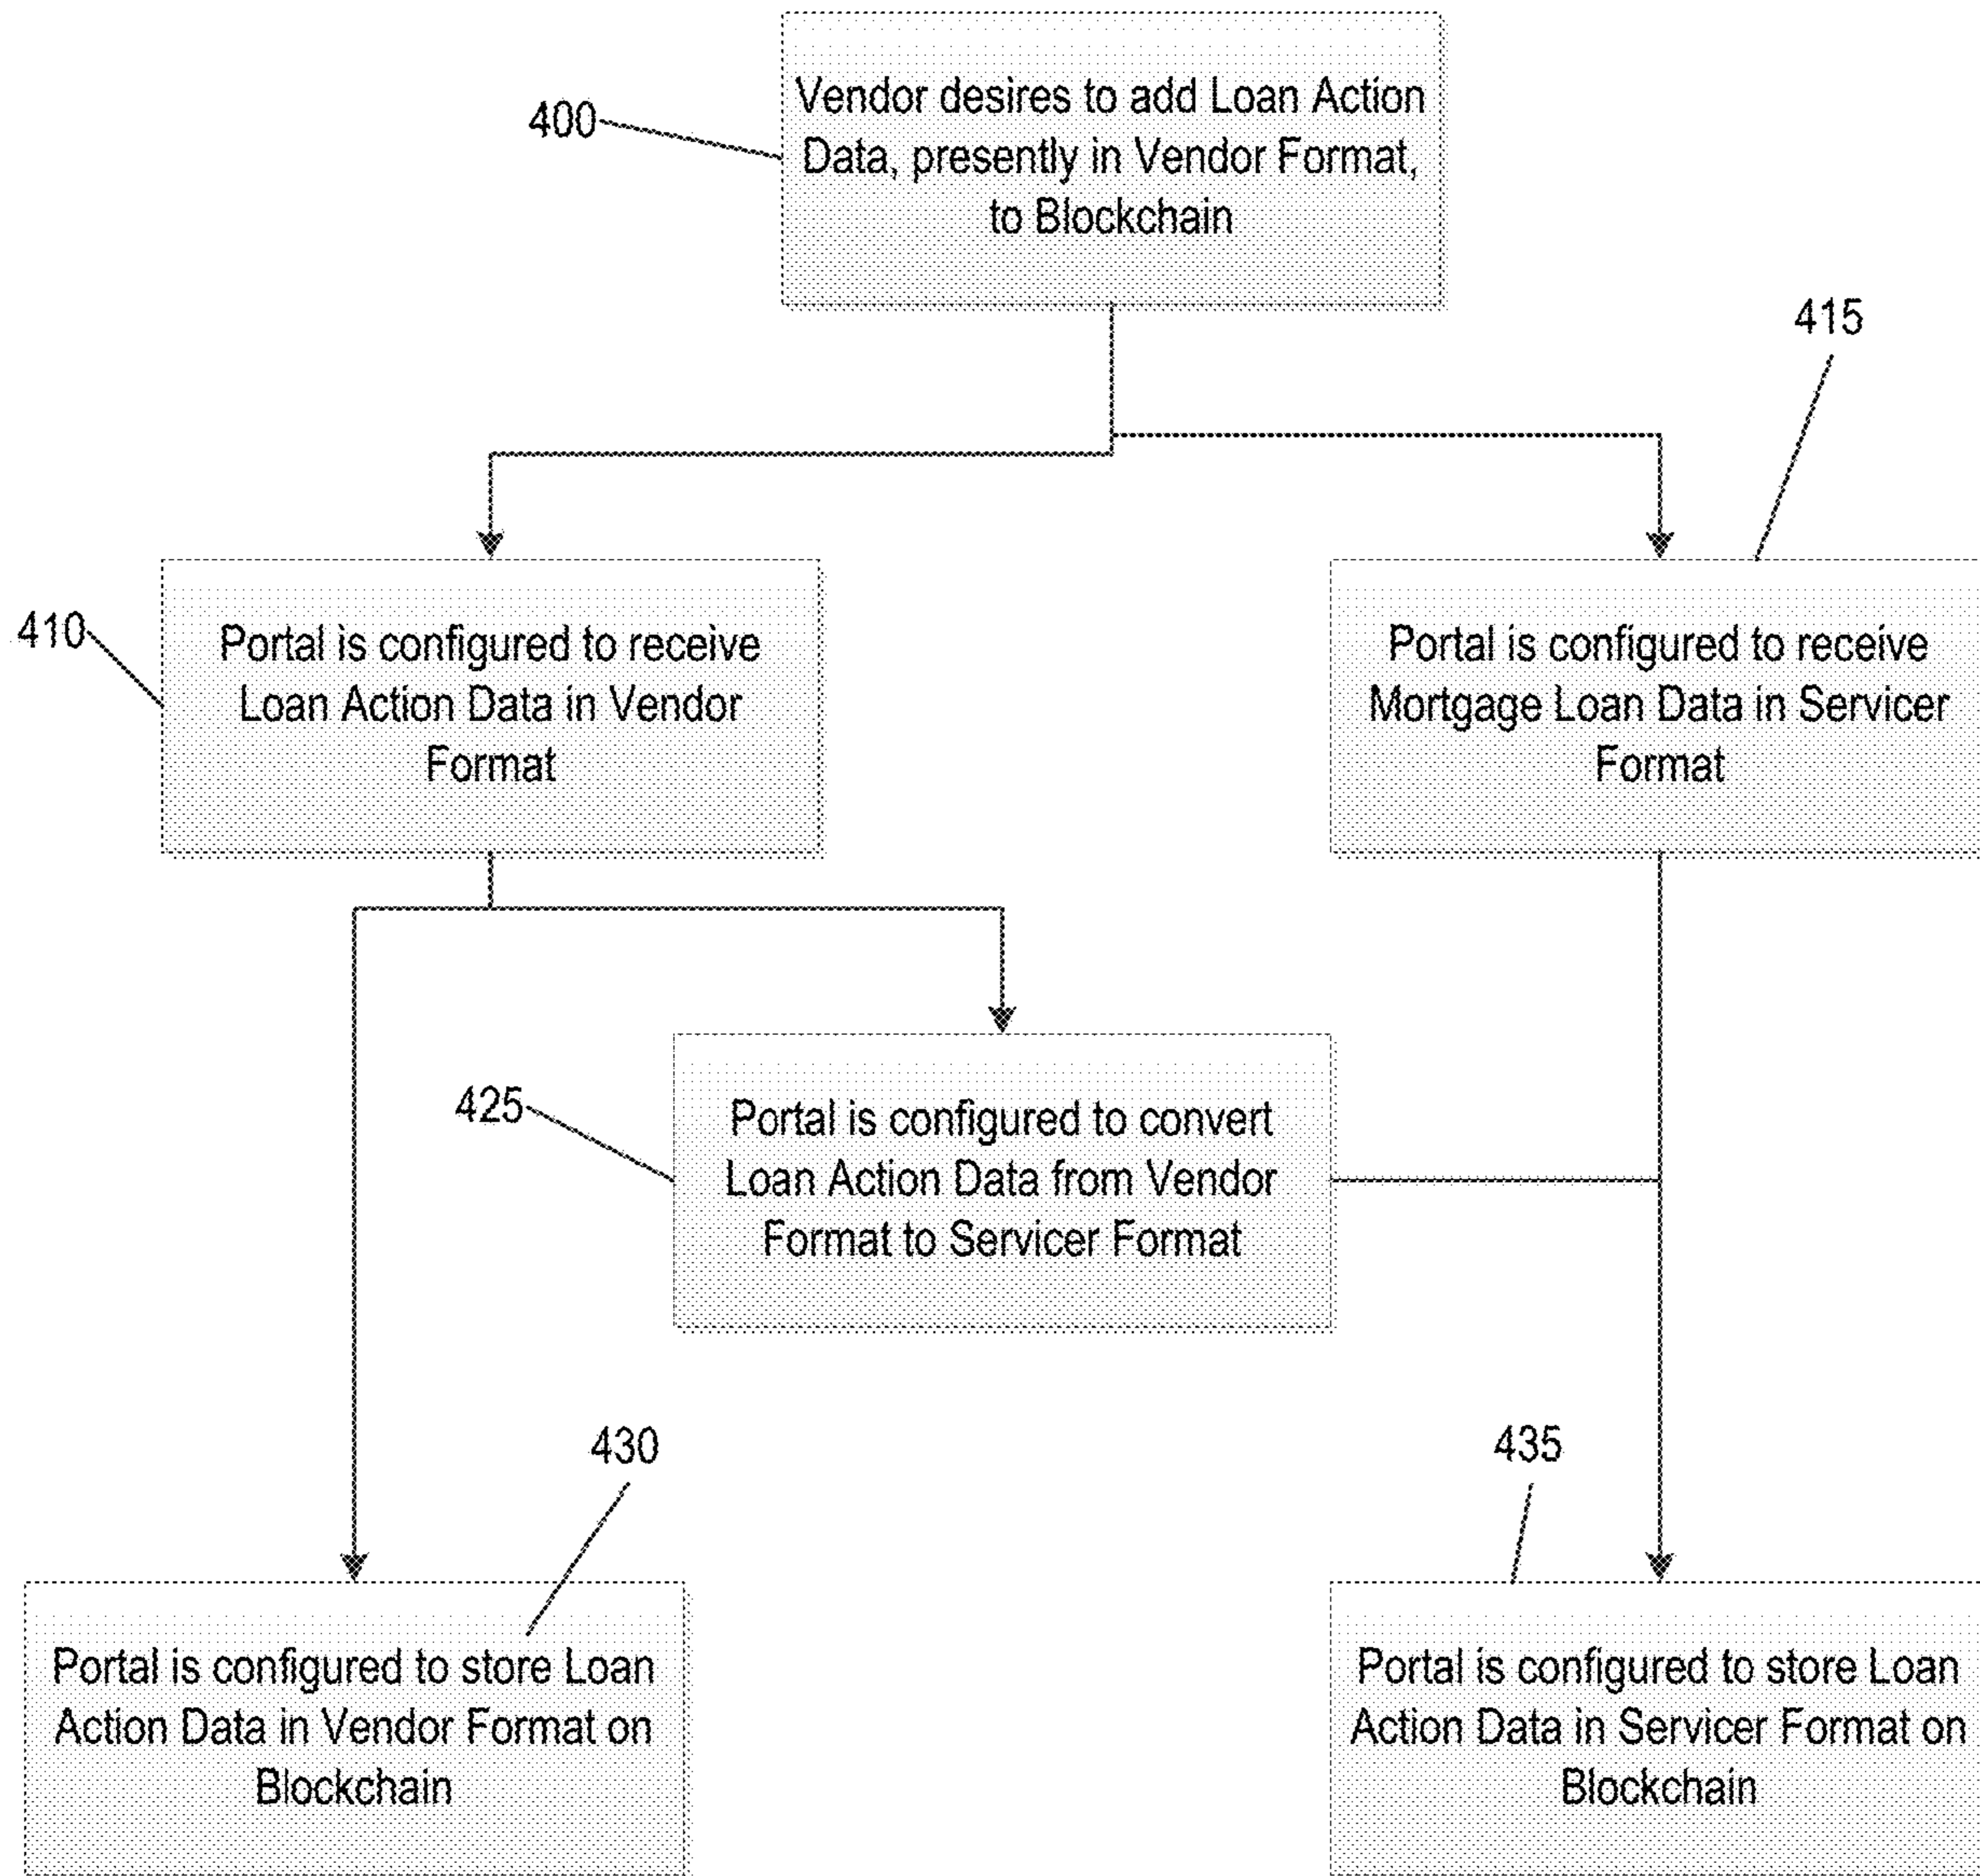 Vendor desires to add Loan Action
Data, presently in Vendor Format,
to Blockchain
400
415
410
Portal is configured to receive
Loan Action Data in Vendor
Format
Portal is configured to receive
Mortgage Loan Data in Servicer
Format
425
Portal is configured to convert
Loan Action Data from Vendor
Format to Servicer Format
430
435
Portal is configured to store Loan
Action Data in Vendor Format on
Blockchain
Portal is configured to store Loan
Action Data in Servicer Format on
Blockchain